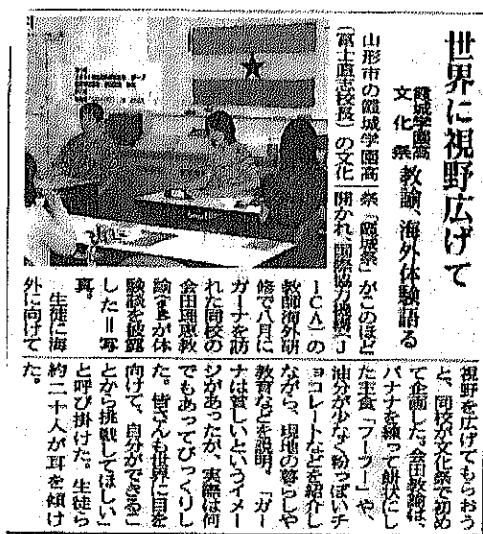 世界に視野広げて
霞城学園高
文化祭
教諭、海外体験語る
山形市の霞城学園高
(冨士直志校長)の文化
祭「霞城祭」がこのほど
開かれ、国際協力機構(J
ICA)の
教師海外研
修で八月に
ガーナを訪
れた同校の
会田理恵教
諭
が体
験談を披露
した=写
真。
生徒に海
外に向けて
視野を広げてもらおう
と、同校が文化祭で初め
て企画した。会田教諭は、
バナナを練って餅状にし
た主食「フーフー」や、
油分が少なく粉っぽいチ
ョコレートなどを紹介し
ながら、現地の暮らしや
教育などを説明。「ガー
ナは貧しいというイメー
ジがあったが、実際は何
でもあってびっくりし
た。皆さんも世界に目を
向けて、自分ができるこ
とから挑戦してほしい」
と呼び掛けた。生徒ら
約二十人が耳を傾け
た。